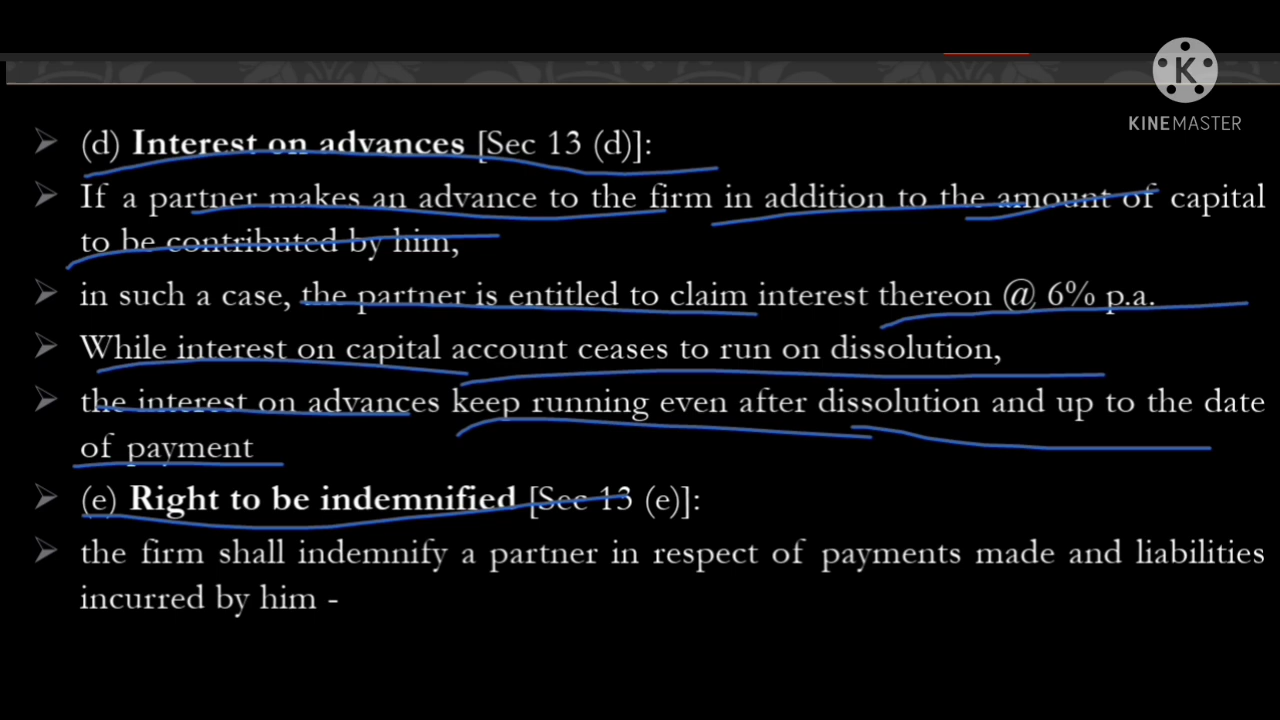 KINEMASTER
(d) Interest on advances [Sec 13 (d)]:
If a partner makes an advance to the firm in addition to the amount of capital
to be contributed by him,
in such a case, the partner is entitled to claim interest thereon @ 6% p.a.
While interest on capital account ceases to run on dissolution,
the interest on advances keep running even after dissolution and up to the date
of payment
(e) Right to be indemnified [Sec 13 (e)]:
the firm shall indemnify a partner in respect of payments made and liabilities
incurred by him -